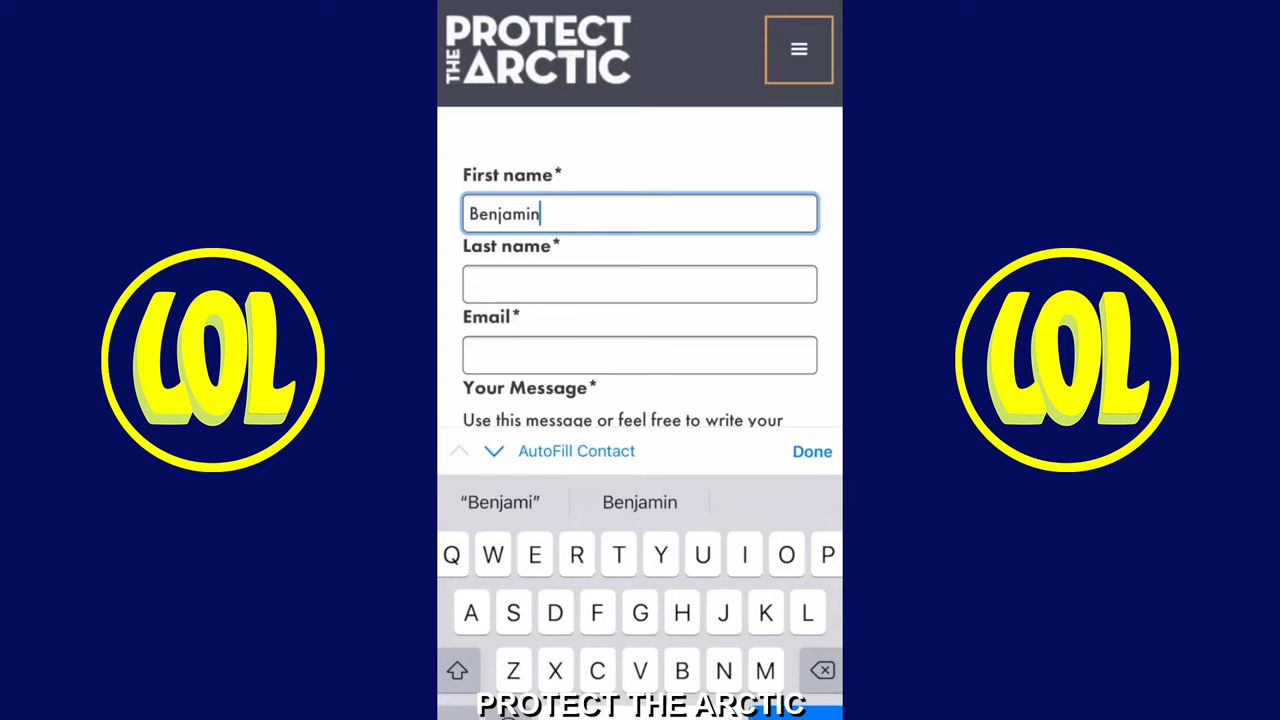 PROTECT
THE ARCTIC
First name*
Benjamin
Last name*
Email*
Your Message*
Use this message or feel free to write your
AutoFill Contact Done
“Benjami” Benjamin
Q W E R T Y U I O P
A S D F G H J K L
Z X C V B N M
PROTECT THE ARCTIC
LOL
LOL